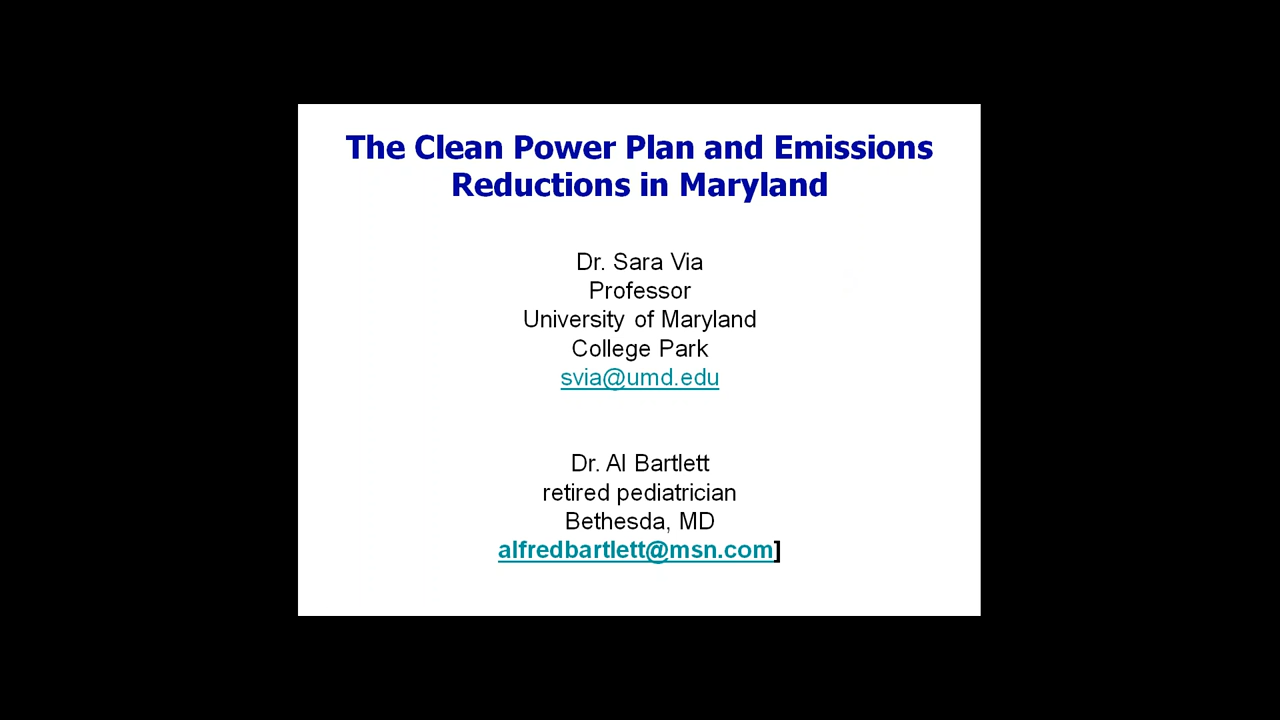 The Clean Power Plan and Emissions
Reductions in Maryland
Dr. Sara Via
Professor
University of Maryland
College Park
svia@umd.edu
Dr. Al Bartlett
retired pediatrician
Bethesda, MD
alfredbartlett@msn.com]